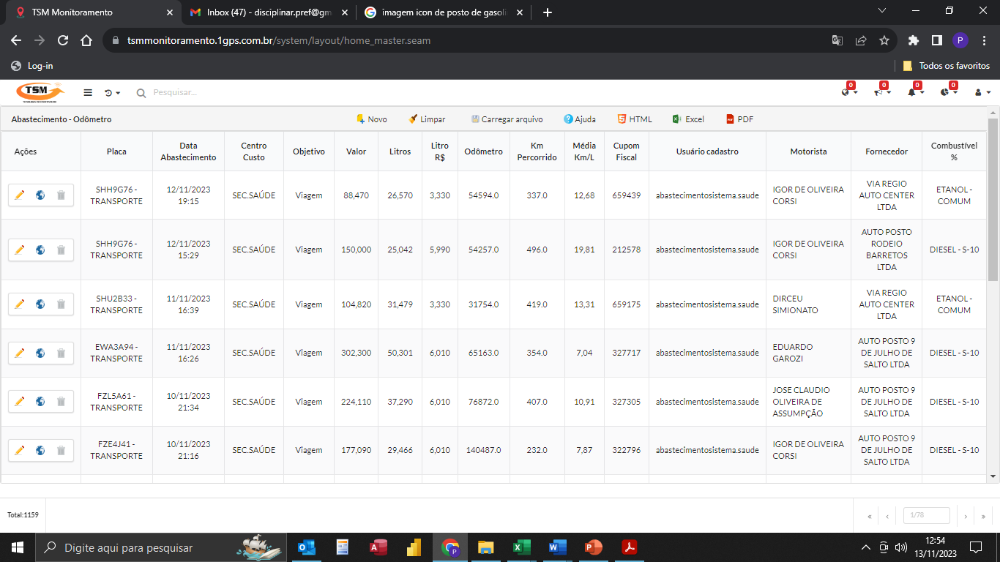 TSM Monitoramento
Inbox (47) - disciplinar.pref@gm
imagem icon de posto de gasoli
tsmmonitoramento.1gps.com.br/system/layout/home_master.seam
P
Log-in
Todos os favoritos
TSM
Pesquisar...
0 0 0 0
Abastecimento - Odômetro
Novo
Limpar
Carregar arquivo
Ajuda
HTML
Excel
PDF
Ações Placa Data Abastecimento Centro Custo Objetivo Valor Litros Litro R$ Odômetro Km Percorrido Média Km/L Cupom Fiscal Usuário cadastro Motorista Fornecedor Combustível %
SHH9G76 - TRANSPORTE 12/11/2023 19:15 SEC.SAÚDE Viagem 88,470 26,570 3,330 54594.0 337.0 12,68 659439 abastecimentosistema.saude IGOR DE OLIVEIRA CORSI VIA REGIO AUTO CENTER LTDA ETANOL - COMUM
SHH9G76 - TRANSPORTE 12/11/2023 15:29 SEC.SAÚDE Viagem 150,000 25,042 5,990 54257.0 496.0 19,81 212578 abastecimentosistema.saude IGOR DE OLIVEIRA CORSI AUTO POSTO RODEIO BARRETOS LTDA DIESEL - S-10
SHU2B33 - TRANSPORTE 11/11/2023 16:39 SEC.SAÚDE Viagem 104,820 31,479 3,330 31754.0 419.0 13,31 659175 abastecimentosistema.saude DIRCEU SIMIONATO VIA REGIO AUTO CENTER LTDA ETANOL - COMUM
EWA3A94 - TRANSPORTE 11/11/2023 16:26 SEC.SAÚDE Viagem 302,300 50,301 6,010 65163.0 354.0 7,04 327717 abastecimentosistema.saude EDUARDO GAROZI AUTO POSTO 9 DE JULHO DE SALTO LTDA DIESEL - S-10
FZL5A61 - TRANSPORTE 10/11/2023 21:34 SEC.SAÚDE Viagem 224,110 37,290 6,010 76872.0 407.0 10,91 327305 abastecimentosistema.saude JOSE CLAUDIO OLIVEIRA DE ASSUMPÇÃO AUTO POSTO 9 DE JULHO DE SALTO LTDA DIESEL - S-10
FZE4J41 - TRANSPORTE 10/11/2023 21:16 SEC.SAÚDE Viagem 177,090 29,466 6,010 140487.0 232.0 7,87 322796 abastecimentosistema.saude IGOR DE OLIVEIRA CORSI AUTO POSTO 9 DE JULHO DE SALTO LTDA DIESEL - S-10
Total:1159
« ‹ 1/78 › »
Digite aqui para pesquisar
12:54
13/11/2023